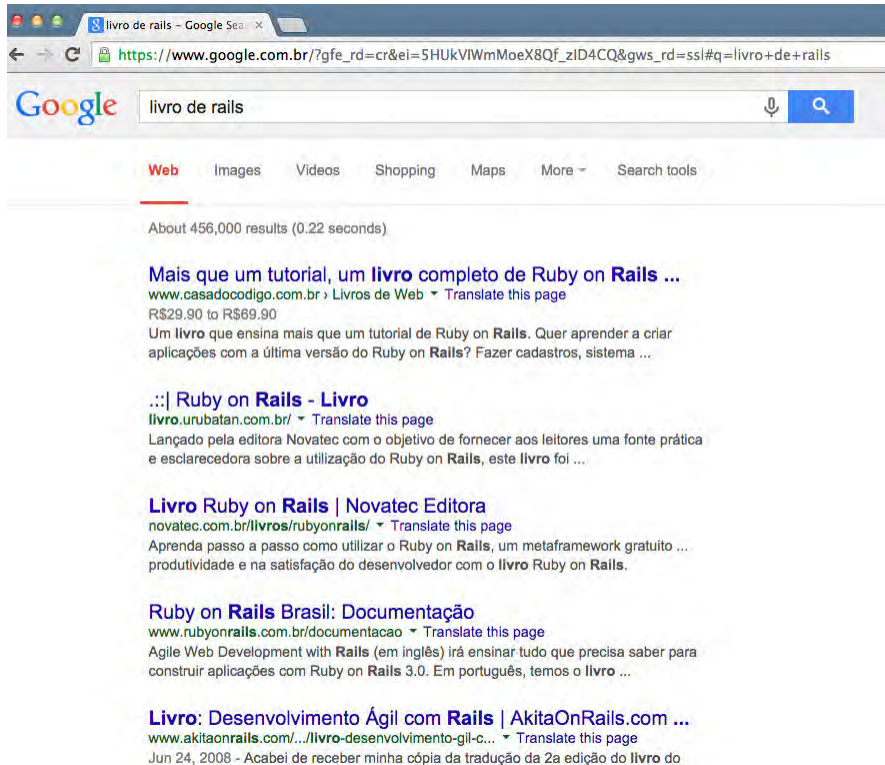 livro de rails - Google Sea
https://www.google.com.br/?gfe_rd=cr&ei=5HUkVIWmMoeX8Qf_zID4CQ&gws_rd=ssl#q=livro+de+rails
Google livro de rails
Web Images Videos Shopping Maps More Search tools
About 456,000 results (0.22 seconds)
Mais que um tutorial, um livro completo de Ruby on Rails ...
www.casadocodigo.com.br › Livros de Web Translate this page
R$29.90 to R$69.90
Um livro que ensina mais que um tutorial de Ruby on Rails. Quer aprender a criar
aplicações com a última versão do Ruby on Rails? Fazer cadastros, sistema ...
.::| Ruby on Rails - Livro
livro.urubatan.com.br/ Translate this page
Lançado pela editora Novatec com o objetivo de fornecer aos leitores uma fonte prática
e esclarecedora sobre a utilização do Ruby on Rails, este livro foi ...
Livro Ruby on Rails | Novatec Editora
novatec.com.br/livros/rubyonrails/ Translate this page
Aprenda passo a passo como utilizar o Ruby on Rails, um metaframework gratuito ...
produtividade e na satisfação do desenvolvedor com o livro Ruby on Rails.
Ruby on Rails Brasil: Documentação
www.rubyonrails.com.br/documentacao Translate this page
Agile Web Development with Rails (em inglês) irá ensinar tudo que precisa saber para
construir aplicações com Ruby on Rails 3.0. Em português, temos o livro ...
Livro: Desenvolvimento Ágil com Rails | AkitaOnRails.com ...
www.akitaonrails.com/.../livro-desenvolvimento-gil-c... Translate this page
Jun 24, 2008 - Acabei de receber minha cópia da tradução da 2a edição do livro do